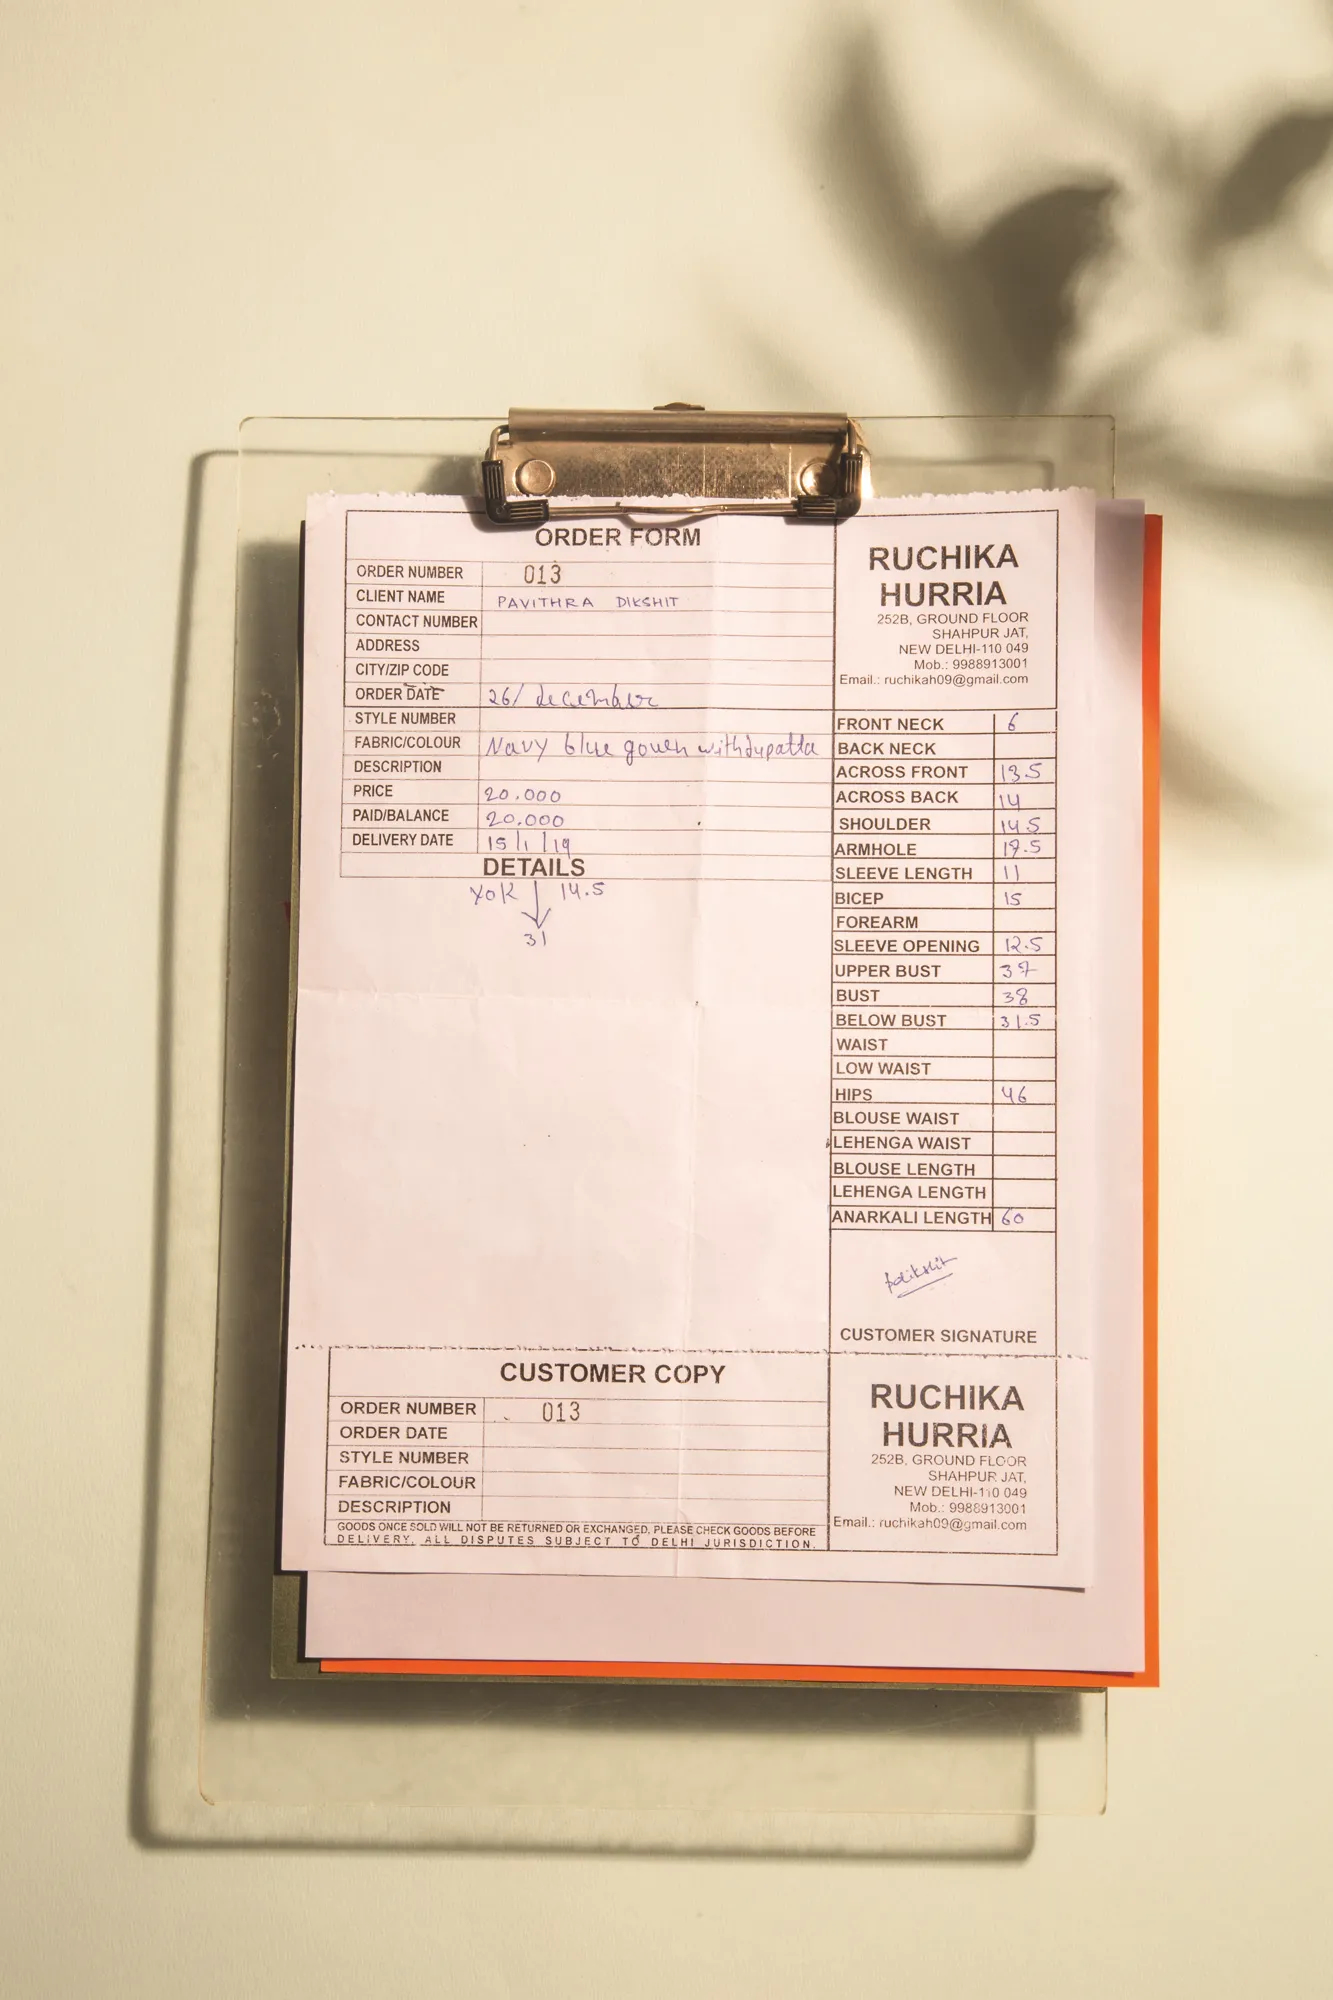 ORDER FORM
ORDER NUMBER 013
CLIENT NAME PAVITHRA DIKSHIT
CONTACT NUMBER
ADDRESS
CITY/ZIP CODE
ORDER DATE 26/ december
STYLE NUMBER
FABRIC/COLOUR Navy blue gown with dupatta
DESCRIPTION
PRICE 20.000
PAID/BALANCE 20.000
DELIVERY DATE 15/1/19
DETAILS
YOK 14.5
31
RUCHIKA
HURRIA
252B, GROUND FLOOR
SHAHPUR JAT,
NEW DELHI-110 049
Mob.: 9988913001
Email.: ruchikah09@gmail.com
FRONT NECK 6
BACK NECK
ACROSS FRONT 13.5
ACROSS BACK 14
SHOULDER 14.5
ARMHOLE
SLEEVE LENGTH 11
BICEP 15
FOREARM
SLEEVE OPENING 12.5
UPPER BUST 37
BUST 38
BELOW BUST 31.5
WAIST
LOW WAIST
HIPS 46
BLOUSE WAIST
LEHENGA WAIST
BLOUSE LENGTH
LEHENGA LENGTH
ANARKALI LENGTH 60
CUSTOMER SIGNATURE
CUSTOMER COPY
ORDER NUMBER 013
ORDER DATE
STYLE NUMBER
FABRIC/COLOUR
DESCRIPTION
GOODS ONCE SOLD WILL NOT BE RETURNED OR EXCHANGED, PLEASE CHECK GOODS BEFORE
DELIVERY. ALL DISPUTES SUBJECT TO DELHI JURISDICTION.
RUCHIKA
HURRIA
252B, GROUND FLOOR
SHAHPUR JAT,
NEW DELHI-110 049
Mob.: 9988913001
Email.: ruchikah09@gmail.com